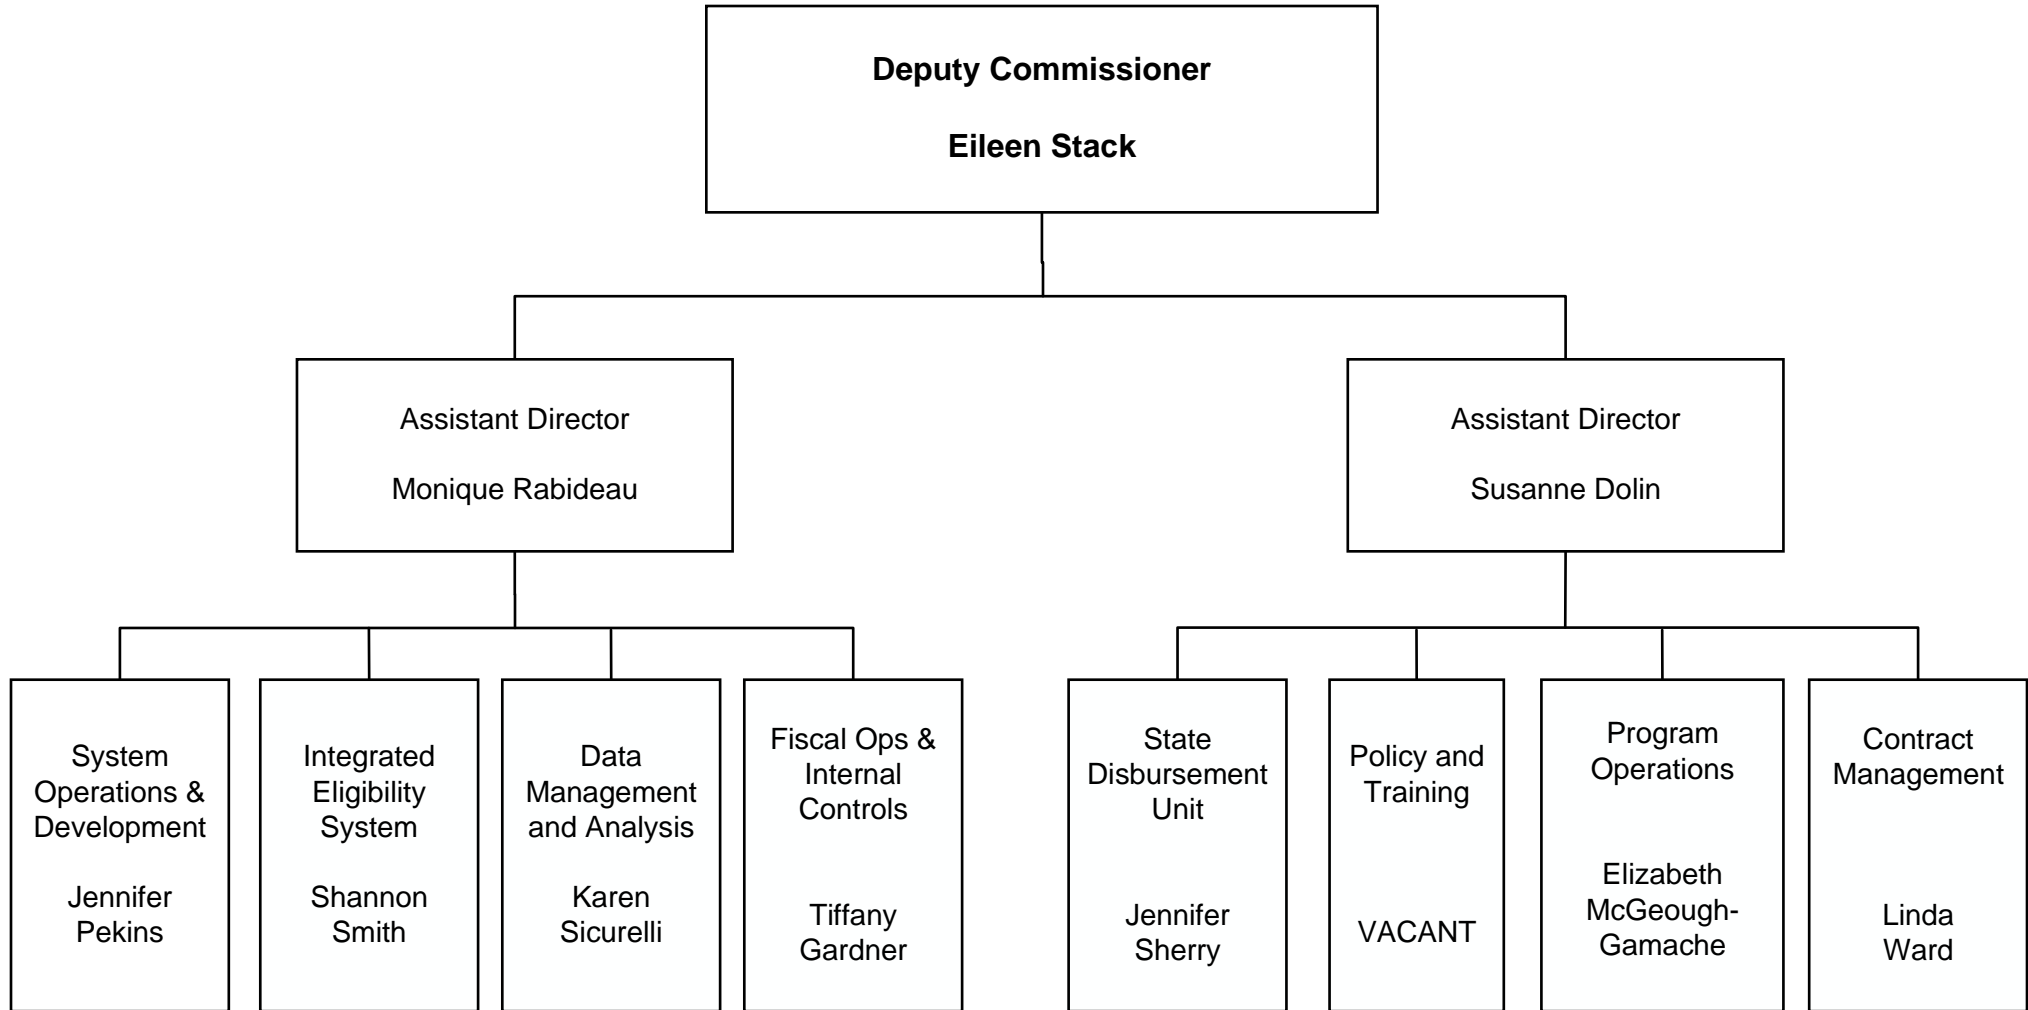 Deputy Commissioner
Eileen Stack
Assistant Director
Monique Rabideau
Assistant Director
Susanne Dolin
System
Operations &
Development
Jennifer
Pekins
Integrated
Eligibility
System
Shannon
Smith
Data
Management
and Analysis
Karen
Sicurelli
Fiscal Ops &
Internal
Controls
Tiffany
Gardner
State
Disbursement
Unit
Jennifer
Sherry
Policy and
Training
VACANT
Program
Operations
Elizabeth
McGeough-
Gamache
Contract
Management
Linda
Ward